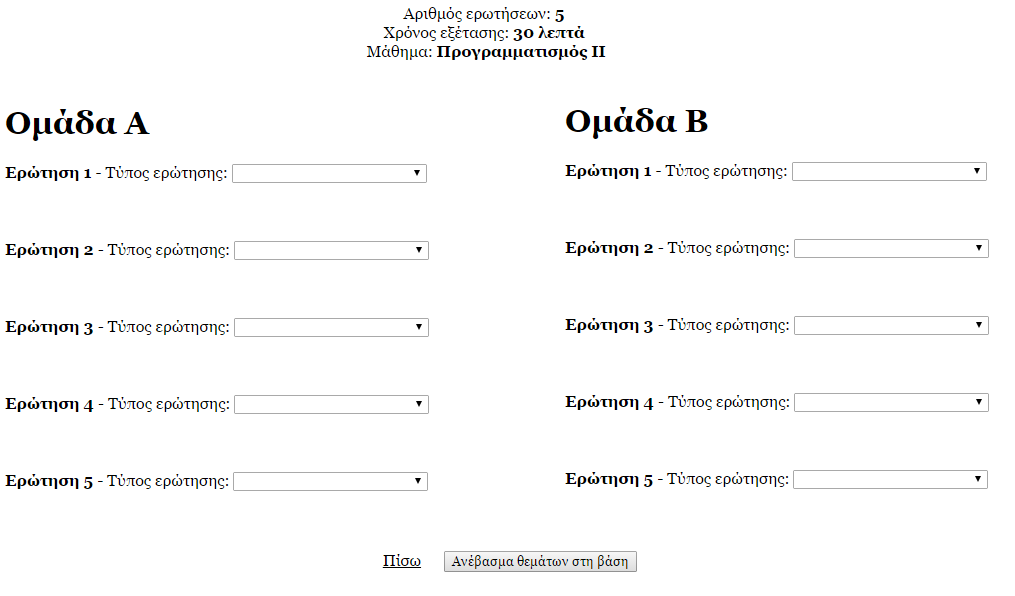 Αριθμός ερωτήσεων: 5
Χρόνος εξέτασης: 30 λεπτά
Μάθημα: Προγραμματισμός ΙΙ
Ομάδα Α
Ερώτηση 1 - Τύπος ερώτησης:
Ερώτηση 2 - Τύπος ερώτησης:
Ερώτηση 3 - Τύπος ερώτησης:
Ερώτηση 4 - Τύπος ερώτησης:
Ερώτηση 5 - Τύπος ερώτησης:
Ομάδα Β
Ερώτηση 1 - Τύπος ερώτησης:
Ερώτηση 2 - Τύπος ερώτησης:
Ερώτηση 3 - Τύπος ερώτησης:
Ερώτηση 4 - Τύπος ερώτησης:
Ερώτηση 5 - Τύπος ερώτησης:
Πίσω Ανέβασμα θεμάτων στη βάση